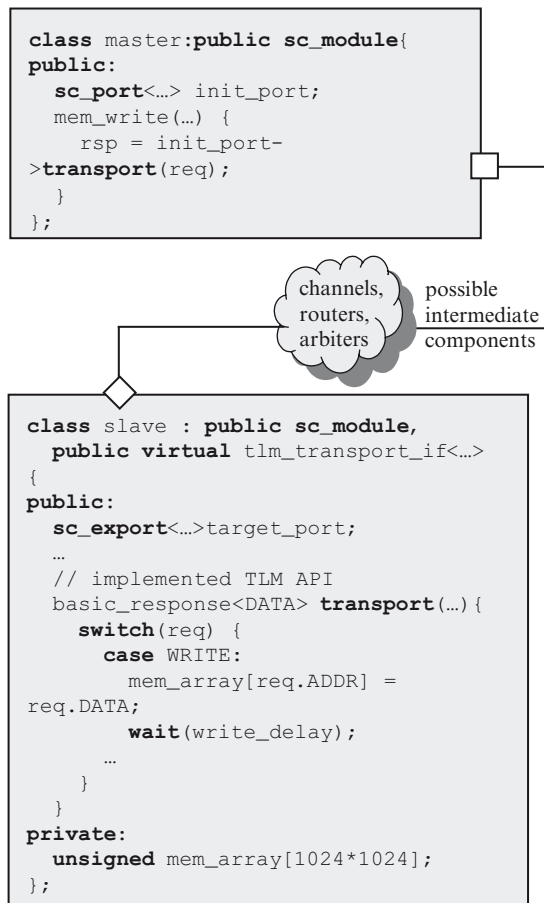 class master:public sc_module{
public:
sc_port<…> init_port;
mem_write(…) {
rsp = init_port-
>transport(req);
}
};
channels,
routers,
arbiters
possible
intermediate
components
class slave : public sc_module,
public virtual tlm_transport_if<…>
{
public:
sc_export<…>target_port;
…
// implemented TLM API
basic_response<DATA> transport(…){
switch(req) {
case WRITE:
mem_array[req.ADDR] =
req.DATA;
wait(write_delay);
…
}
}
private:
unsigned mem_array[1024*1024];
};